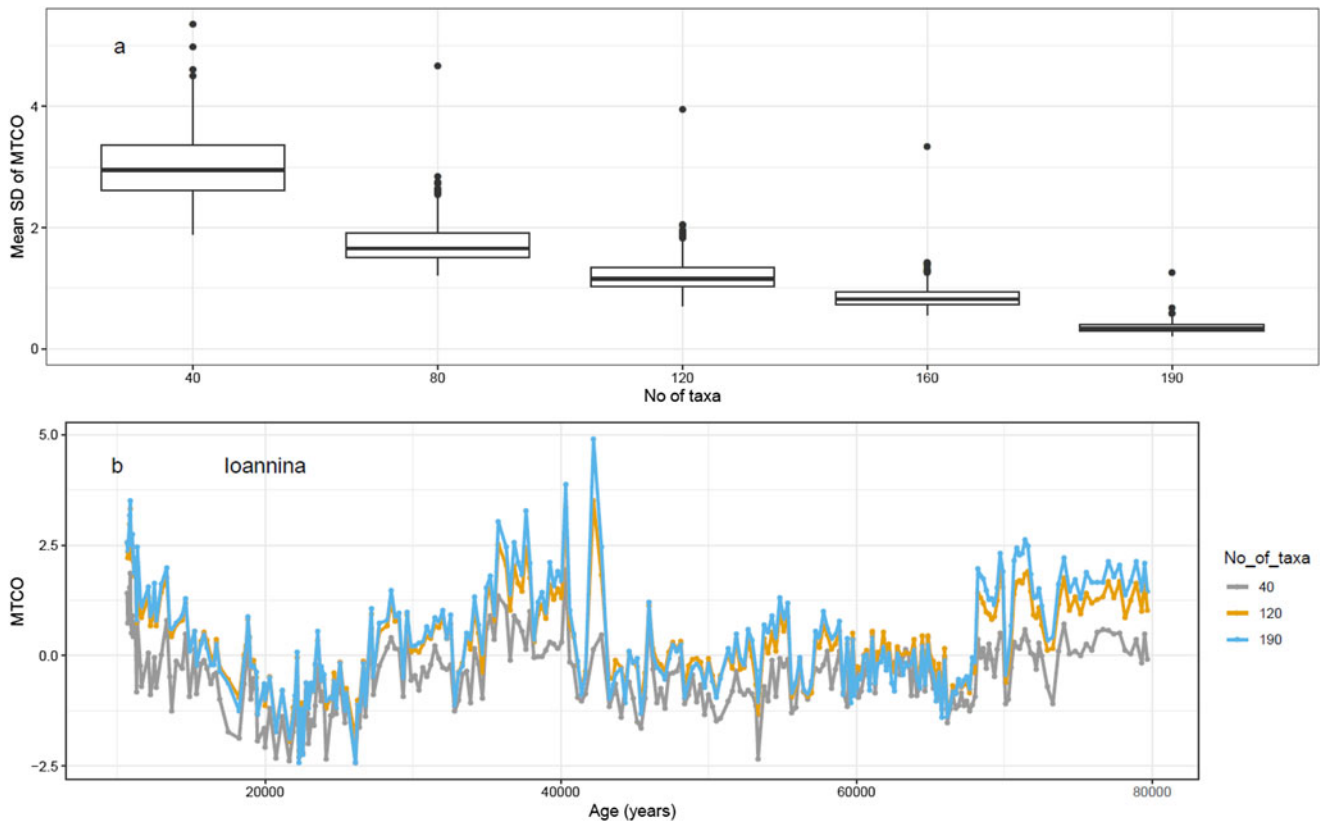 a
4
2
0
Mean SD of MTCO
40 80 120 160 190
No of taxa
b Ioannina
5.0
2.5
0.0
−2.5
MTCO
20000 40000 60000 80000
Age (years)
No_of_taxa
40
120
190